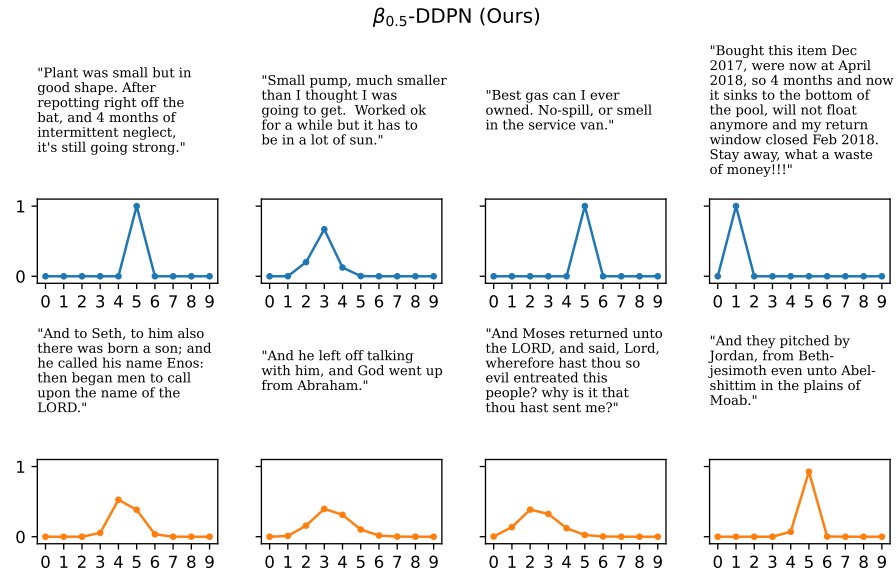 β0.5-DDPN (Ours)
"Plant was small but in
good shape. After
repotting right off the
bat, and 4 months of
intermittent neglect,
it's still going strong."
"Small pump, much smaller
than I thought I was
going to get.  Worked ok
for a while but it has to
be in a lot of sun."
"Best gas can I ever
owned. No-spill, or smell
in the service van."
"Bought this item Dec
2017, were now at April
2018, so 4 months and now
it sinks to the bottom of
the pool, will not float
anymore and my return
window closed Feb 2018.
Stay away, what a waste
of money!!!"
1
0
0 1 2 3 4 5 6 7 8 9
0 1 2 3 4 5 6 7 8 9
0 1 2 3 4 5 6 7 8 9
0 1 2 3 4 5 6 7 8 9
"And to Seth, to him also
there was born a son; and
he called his name Enos:
then began men to call
upon the name of the
LORD."
"And he left off talking
with him, and God went up
from Abraham."
"And Moses returned unto
the LORD, and said, Lord,
wherefore hast thou so
evil entreated this
people? why is it that
thou hast sent me?"
"And they pitched by
Jordan, from Beth-
jesimoth even unto Abel-
shittim in the plains of
Moab."
1
0
0 1 2 3 4 5 6 7 8 9
0 1 2 3 4 5 6 7 8 9
0 1 2 3 4 5 6 7 8 9
0 1 2 3 4 5 6 7 8 9